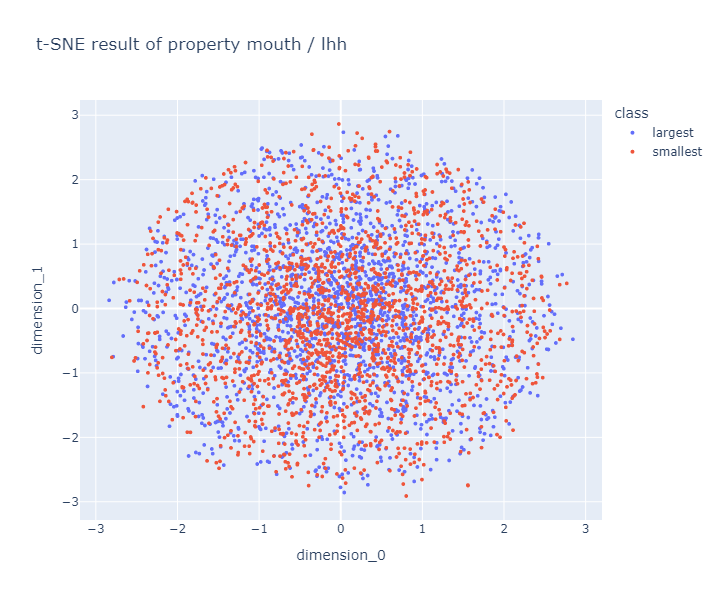 t-SNE result of property mouth / lhh
class
largest
smallest
3
2
1
0
−1
−2
−3
dimension_1
−3
−2
−1
0
1
2
3
dimension_0